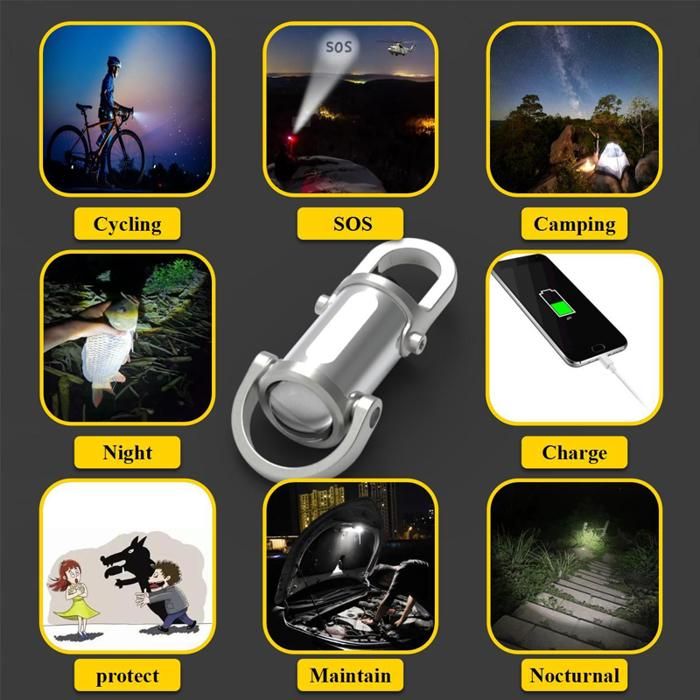 SOS
Cycling
SOS
Camping
Night
Charge
protect
Maintain
Nocturnal